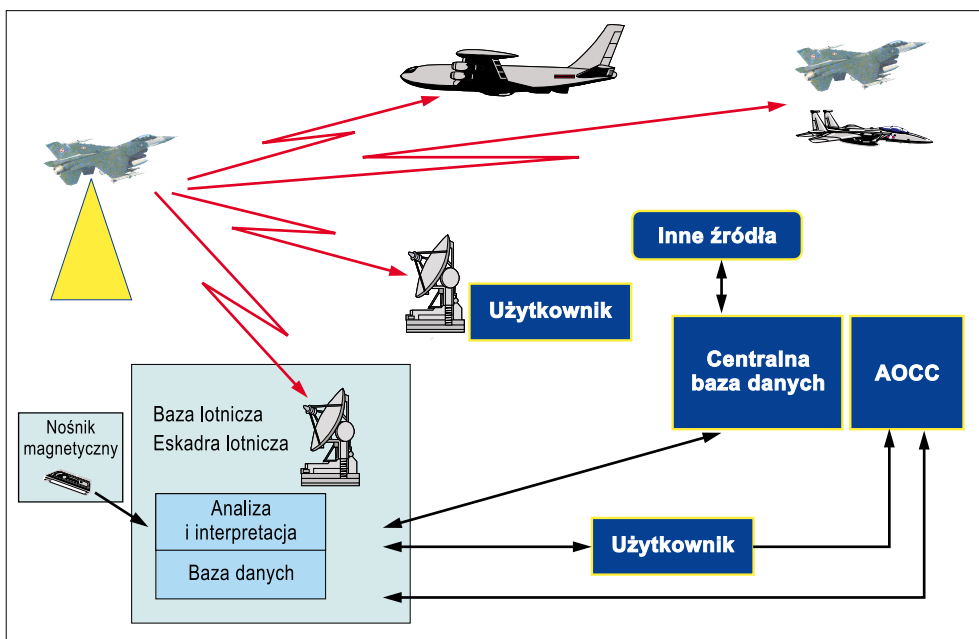 Inne źródła
Użytkownik
Centralna
baza danych
AOCC
Baza lotnicza
Eskadra lotnicza
Nośnik
magnetyczny
Analiza
i interpretacja
Baza danych
Użytkownik